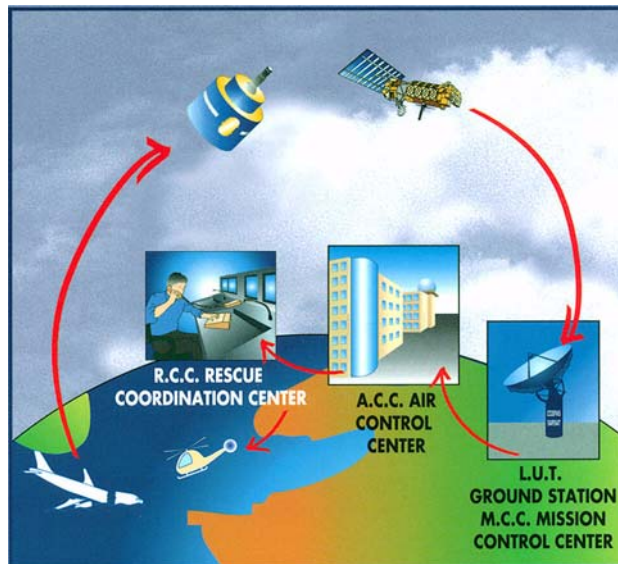 R.C.C. RESCUE
COORDINATION CENTER
A.C.C. AIR
CONTROL
CENTER
L.U.T.
GROUND STATION
M.C.C. MISSION
CONTROL CENTER